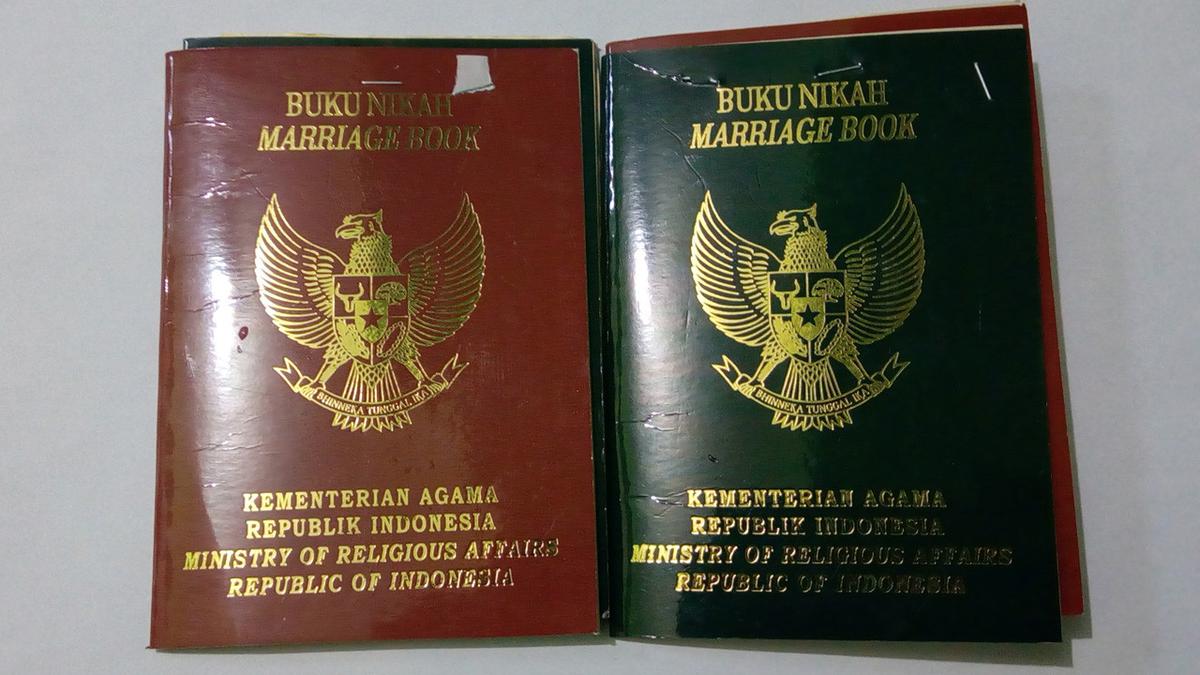 BUKU NIKAH
MARRIAGE BOOK
BHINNEKA TUNGGAL IKA
KEMENTERIAN AGAMA
REPUBLIK INDONESIA
MINISTRY OF RELIGIOUS AFFAIRS
REPUBLIC OF INDONESIA
BUKU NIKAH
MARRIAGE BOOK
BHINNEKA TUNGGAL IKA
KEMENTERIAN AGAMA
REPUBLIK INDONESIA
MINISTRY OF RELIGIOUS AFFAIRS
REPUBLIC OF INDONESIA